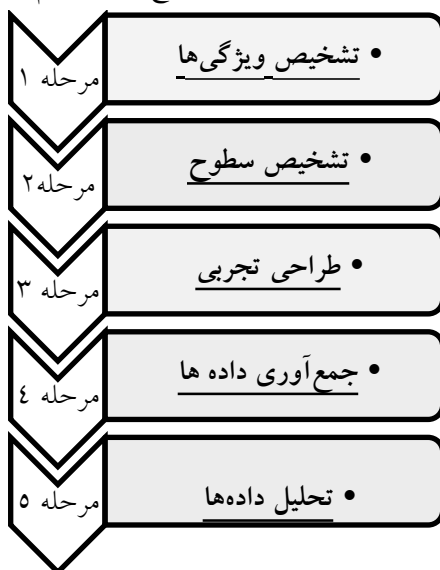 • تشخیص ویژگی‌ها
مرحله ۱
• تشخیص سطوح
مرحله۲
• طراحی تجربی
مرحله ۳
• جمع‌آوری داده ها
مرحله ٤
• تحلیل داده‌ها
مرحله ٥